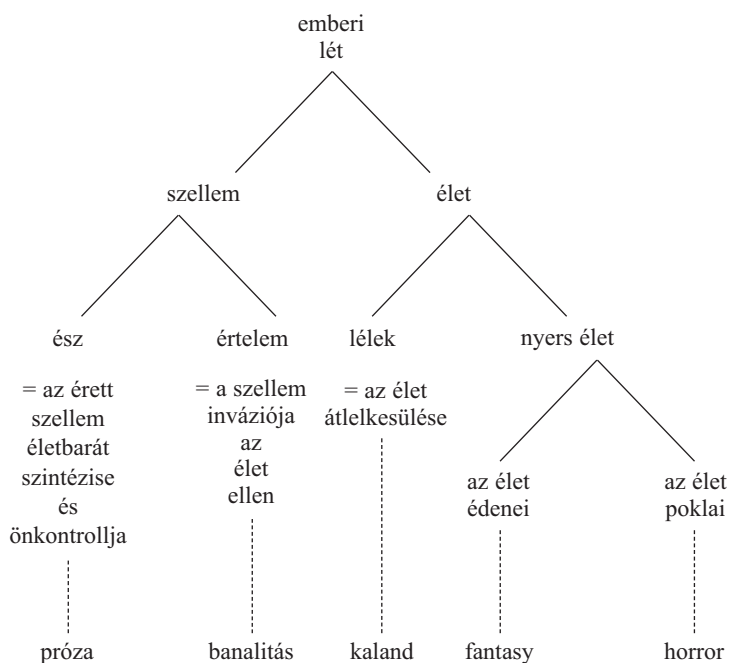 emberi
lét
szellem
élet
ész
értelem
lélek
nyers élet
= az érett
szellem
életbarát
szintézise
és
önkontrollja
= a szellem
inváziója
az
élet
ellen
= az élet
átlelkesülése
az élet
édenei
az élet
poklai
próza
banalitás
kaland
fantasy
horror